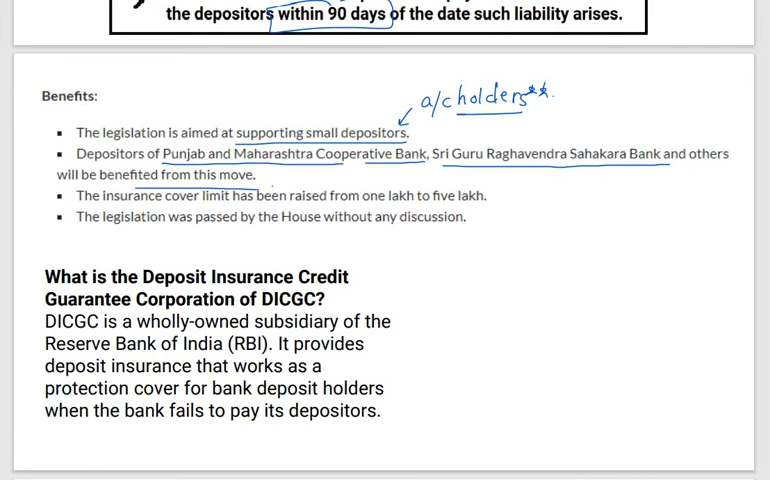 the depositors within 90 days of the date such liability arises.
Benefits:
a/c holders**.
▪ The legislation is aimed at supporting small depositors.
▪ Depositors of Punjab and Maharashtra Cooperative Bank, Sri Guru Raghavendra Sahakara Bank and others
will be benefited from this move.
▪ The insurance cover limit has been raised from one lakh to five lakh.
▪ The legislation was passed by the House without any discussion.
What is the Deposit Insurance Credit
Guarantee Corporation of DICGC?
DICGC is a wholly-owned subsidiary of the
Reserve Bank of India (RBI). It provides
deposit insurance that works as a
protection cover for bank deposit holders
when the bank fails to pay its depositors.